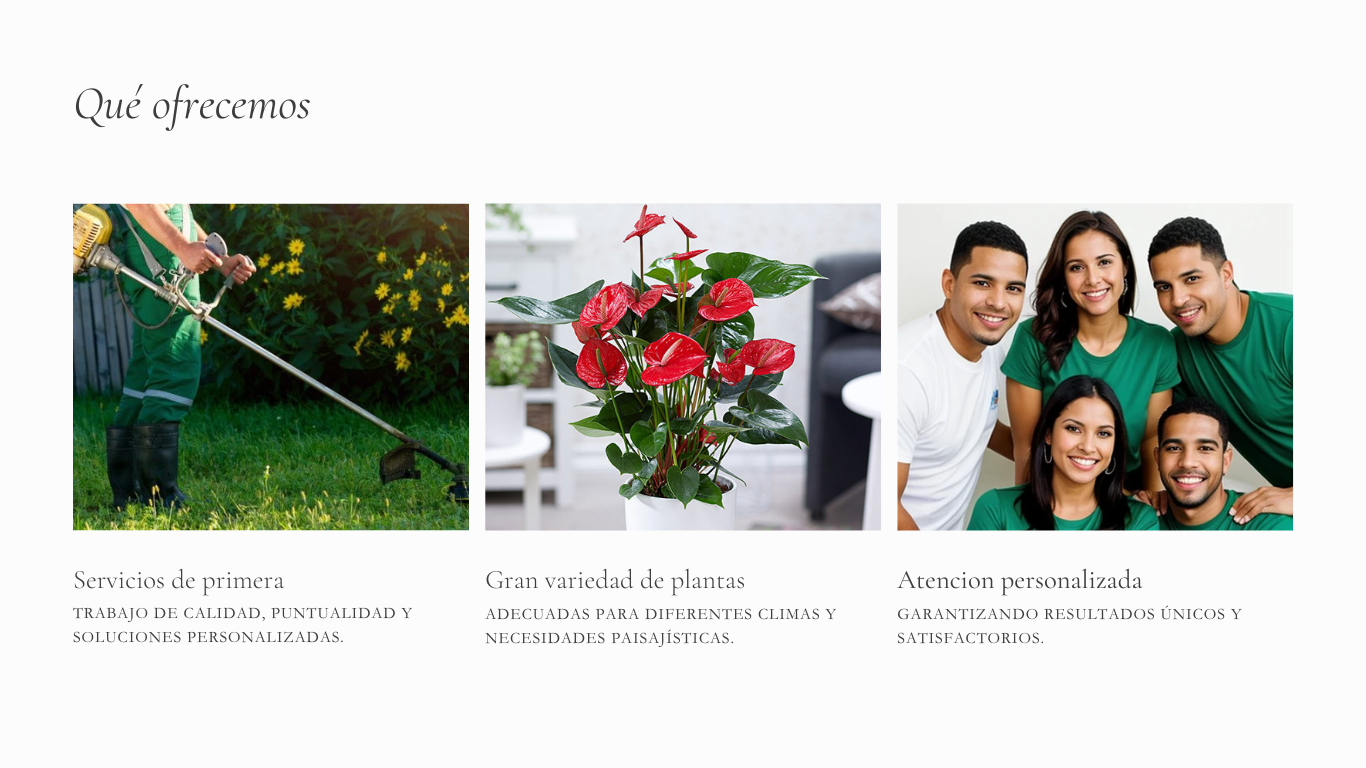 Qué ofrecemos
Servicios de primera
TRABAJO DE CALIDAD, PUNTUALIDAD Y
SOLUCIONES PERSONALIZADAS.
Gran variedad de plantas
ADECUADAS PARA DIFERENTES CLIMAS Y
NECESIDADES PAISAJÍSTICAS.
Atencion personalizada
GARANTIZANDO RESULTADOS ÚNICOS Y
SATISFACTORIOS.